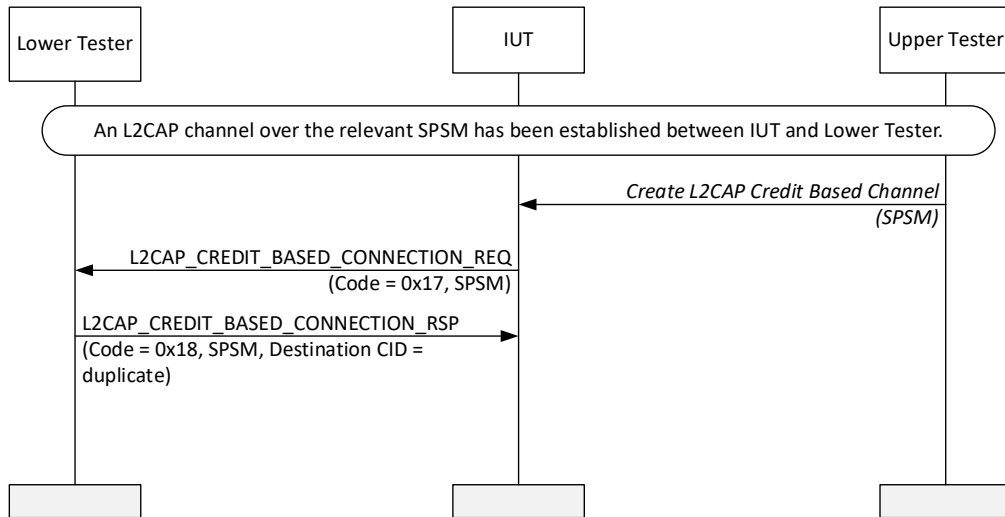 Lower Tester
IUT
Upper Tester
An L2CAP channel over the relevant SPSM has been established between IUT and Lower Tester.
Create L2CAP Credit Based Channel
(SPSM)
L2CAP_CREDIT_BASED_CONNECTION_REQ
(Code = 0x17, SPSM)
L2CAP_CREDIT_BASED_CONNECTION_RSP
(Code = 0x18, SPSM, Destination CID =
duplicate)